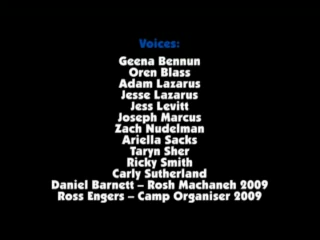 Voices:
Geena Bennun
Oren Blass
Adam Lazarus
Jesse Lazarus
Jess Levitt
Joseph Marcus
Zach Nudelman
Ariella Sacks
Taryn Sher
Ricky Smith
Carly Sutherland
Daniel Barnett – Rosh Machaneh 2009
Ross Engers – Camp Organiser 2009